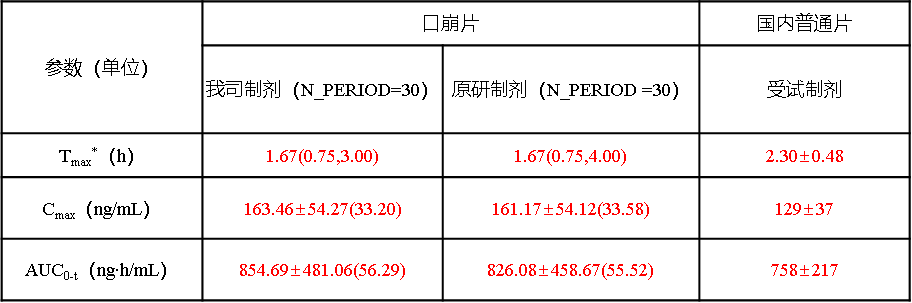 参数（单位） 口崩片 国内普通片
我司制剂（N_PERIOD=30） 原研制剂（N_PERIOD =30） 受试制剂
Tmax*（h） 1.67(0.75,3.00) 1.67(0.75,4.00) 2.30±0.48
Cmax（ng/mL） 163.46±54.27(33.20) 161.17±54.12(33.58) 129±37
AUC0-t（ng·h/mL） 854.69±481.06(56.29) 826.08±458.67(55.52) 758±217